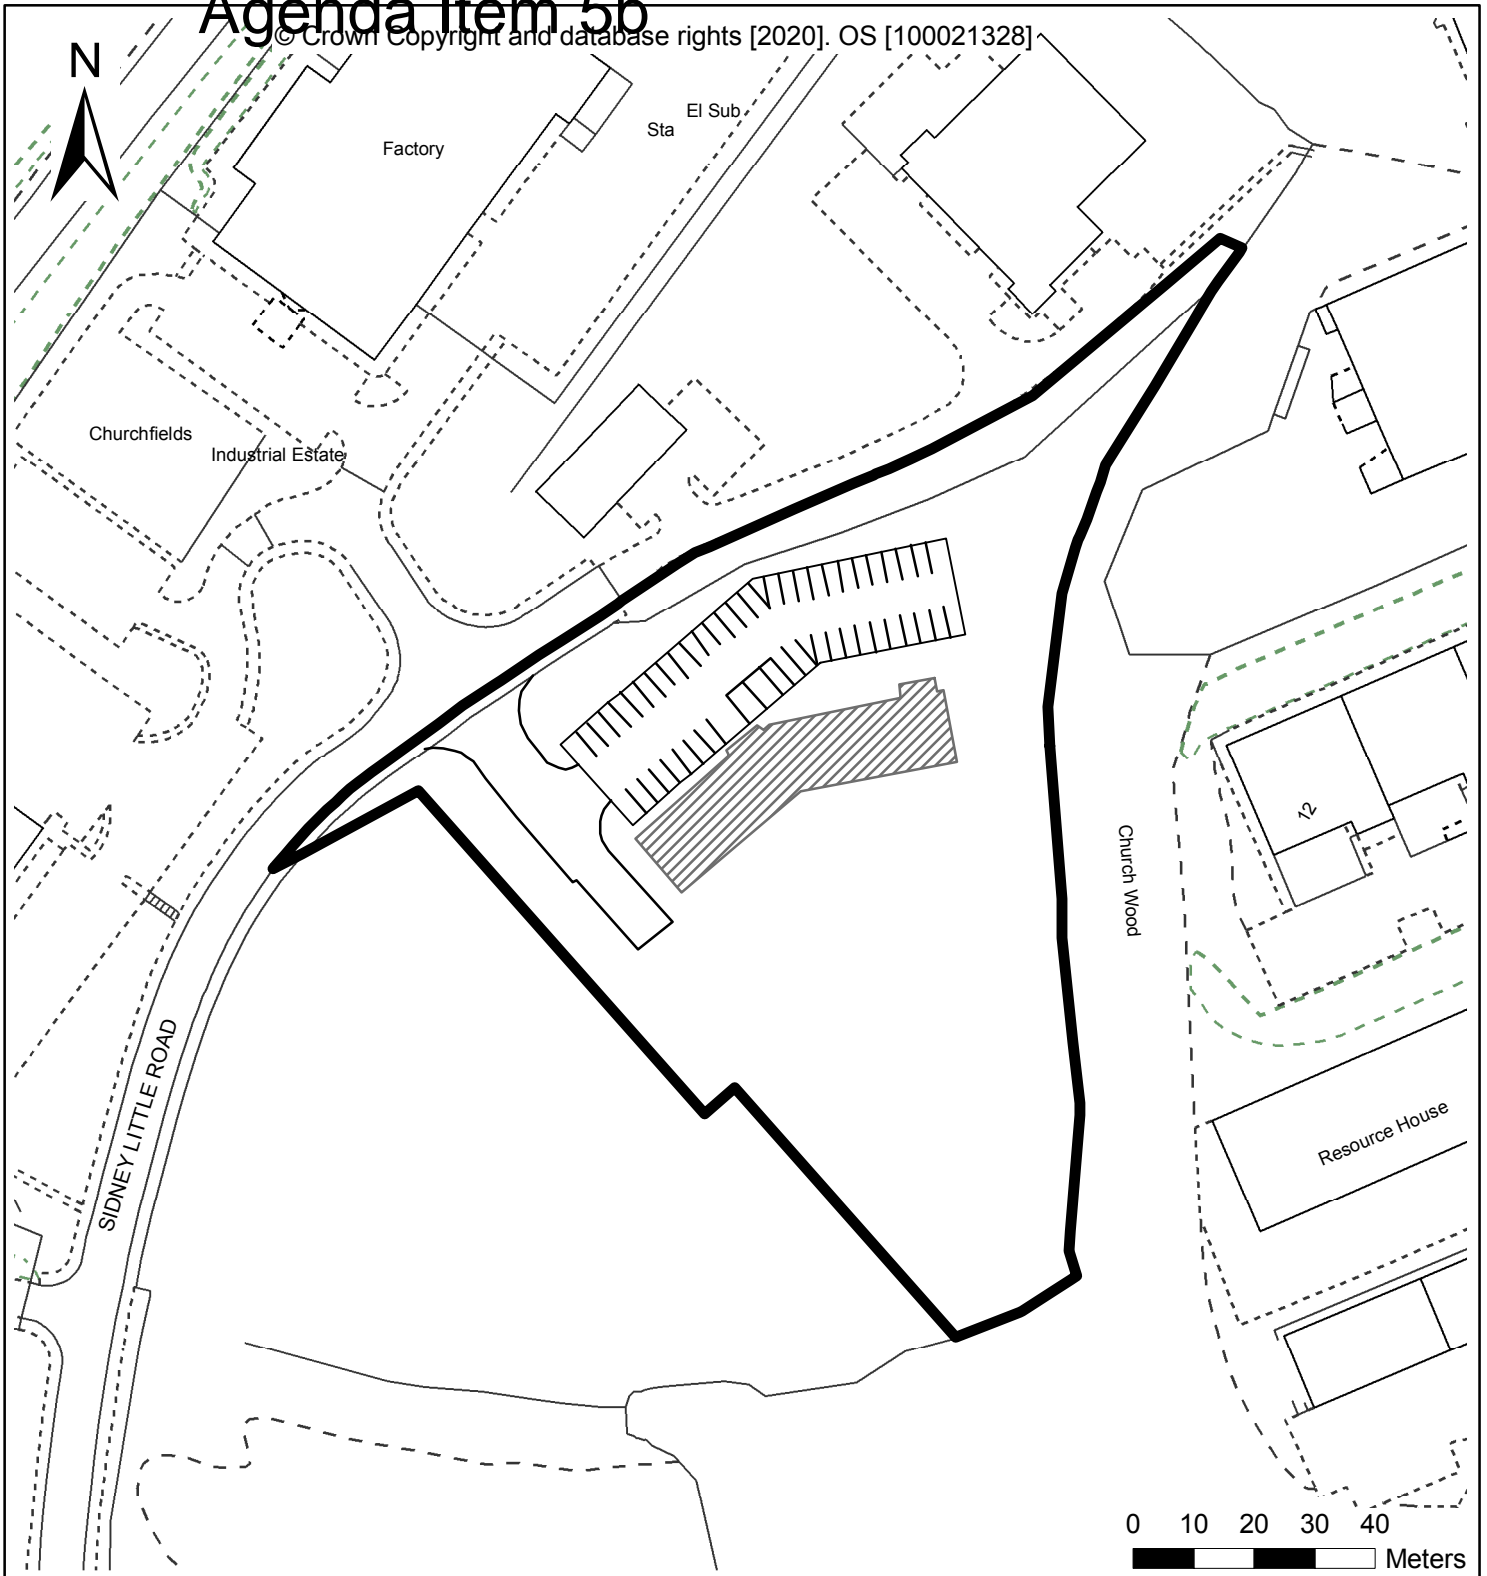 Agenda Item 5b
© Crown Copyright and database rights [2020]. OS [100021328]
N
El Sub
Sta
Factory
Churchfields
Industrial Estate
12
Church Wood
SIDNEY LITTLE ROAD
Resource House
0 10 20 30 40
Meters